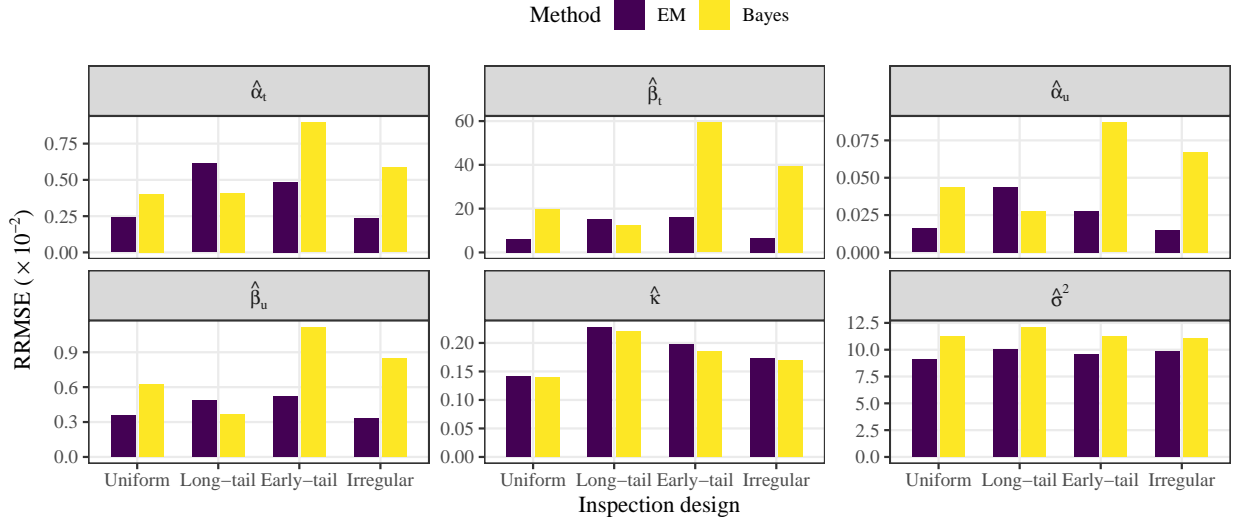 Method EM Bayes
α̂ₜ β̂ₜ α̂ᵤ
0.75 60 0.075
0.50 40 0.050
0.25 20 0.025
0.00 0 0.000
β̂ᵤ κ̂ σ̂²
0.9 0.20 12.5
0.6 0.15 10.0
0.3 0.10 7.5
0.0 0.05 5.0
0.00 2.5
0.0
Uniform Long−tail Early−tail Irregular Uniform Long−tail Early−tail Irregular Uniform Long−tail Early−tail Irregular
Inspection design
RRMSE (×10⁻²)